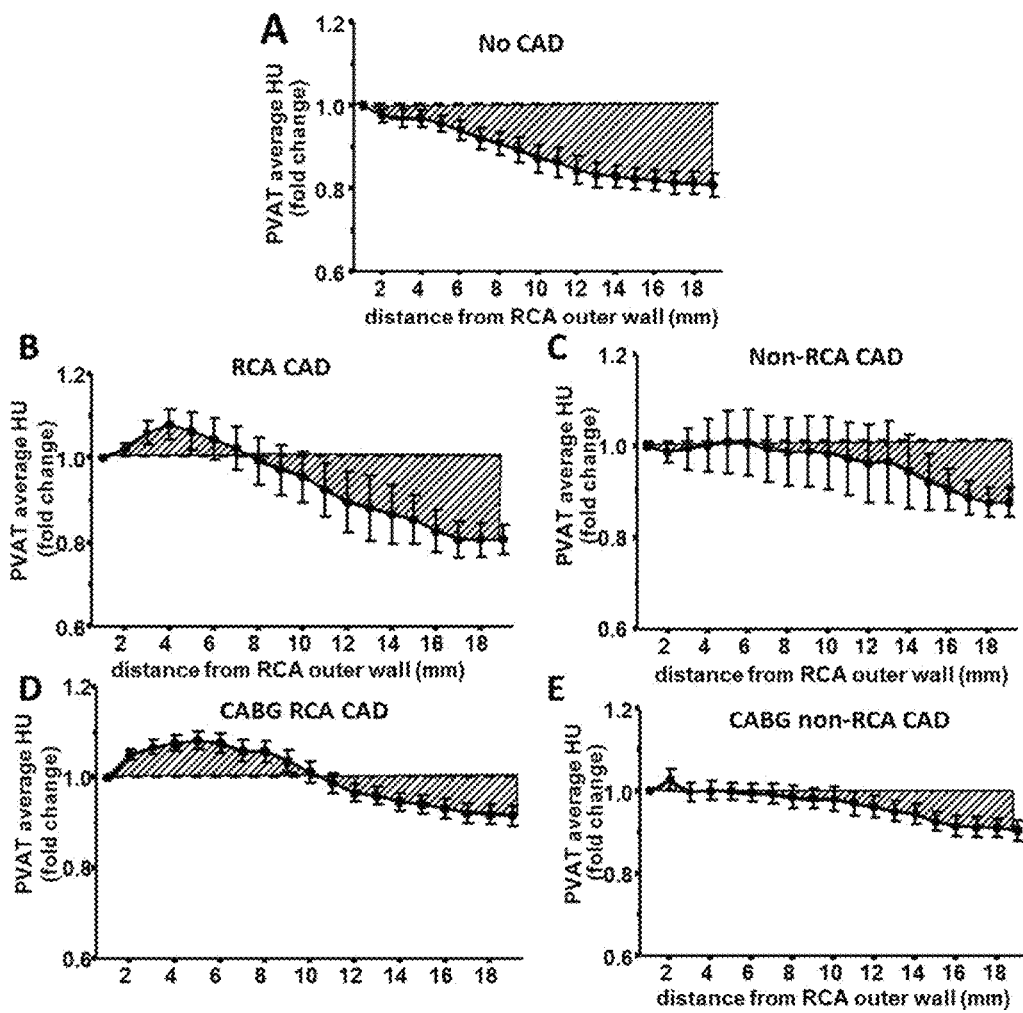 A
No CAD
PVAT average HU
(fold change)
1.2
1.0
0.8
0.6
2 4 6 8 10 12 14 16 18
distance from RCA outer wall (mm)
B
RCA CAD
PVAT average HU
(fold change)
1.2
1.0
0.8
0.6
2 4 6 8 10 12 14 16 18
distance from RCA outer wall (mm)
C
Non-RCA CAD
PVAT average HU
(fold change)
1.2
1.0
0.8
0.6
2 4 6 8 10 12 14 16 18
distance from RCA outer wall (mm)
D
CABG RCA CAD
PVAT average HU
(fold change)
1.2
1.0
0.8
0.6
2 4 6 8 10 12 14 16 18
E
CABG non-RCA CAD
PVAT average HU
(fold change)
1.2
1.0
0.8
0.6
2 4 6 8 10 12 14 16 18
distance from RCA outer wall (mm)